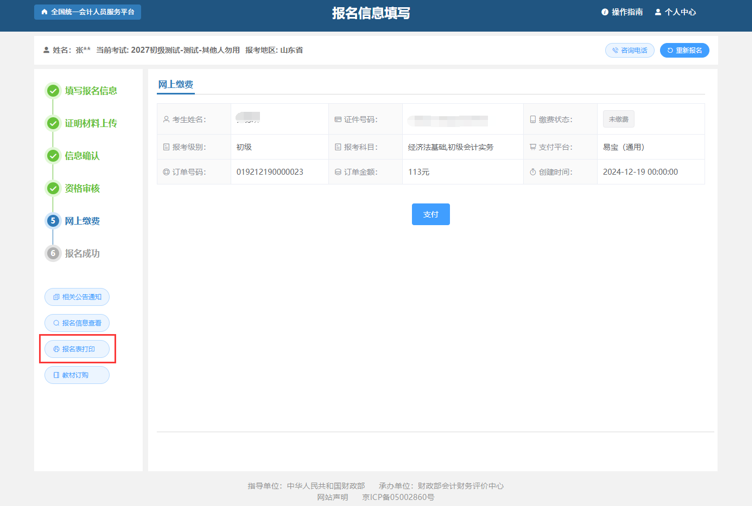 全国统一会计人员服务平台
报名信息填写
操作指南 个人中心
姓名：张** 当前考试: 2027初级测试-测试-其他人勿用 报考地区: 山东省
咨询电话 重新报名
填写报名信息
证明材料上传
信息确认
资格审核
5 网上缴费
6 报名成功
相关公告通知
报名信息查看
报名表打印
教材订购
网上缴费
考生姓名： 证件号码： 缴费状态： 未缴费
报考级别： 初级 报考科目： 经济法基础,初级会计实务 支付平台： 易宝（通用）
订单号码： 019212190000023 订单金额： 113元 创建时间： 2024-12-19 00:00:00
支付
指导单位：中华人民共和国财政部 承办单位：财政部会计财务评价中心
网站声明 京ICP备05002860号